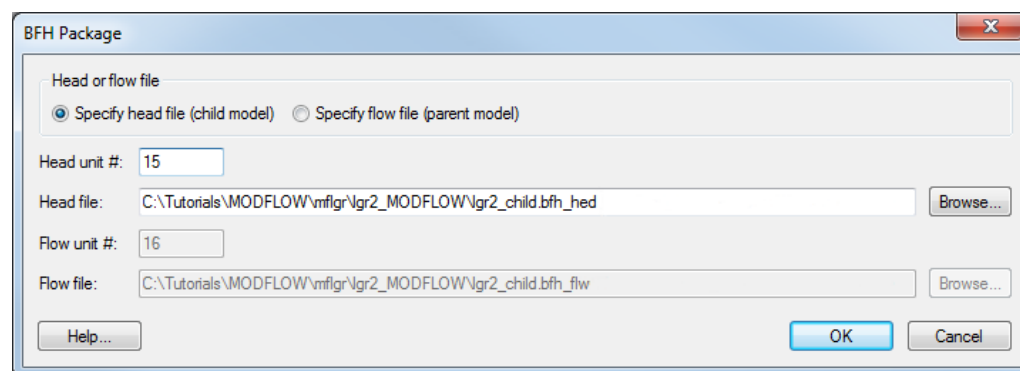 BFH Package
Head or flow file
Specify head file (child model) Specify flow file (parent model)
Head unit #: 15
Head file: C:\Tutorials\MODFLOW\mflgr\lgr2_MODFLOW\lgr2_child.bfh_hed Browse...
Flow unit #: 16
Flow file: C:\Tutorials\MODFLOW\mflgr\lgr2_MODFLOW\lgr2_child.bfh_flw Browse...
Help... OK Cancel